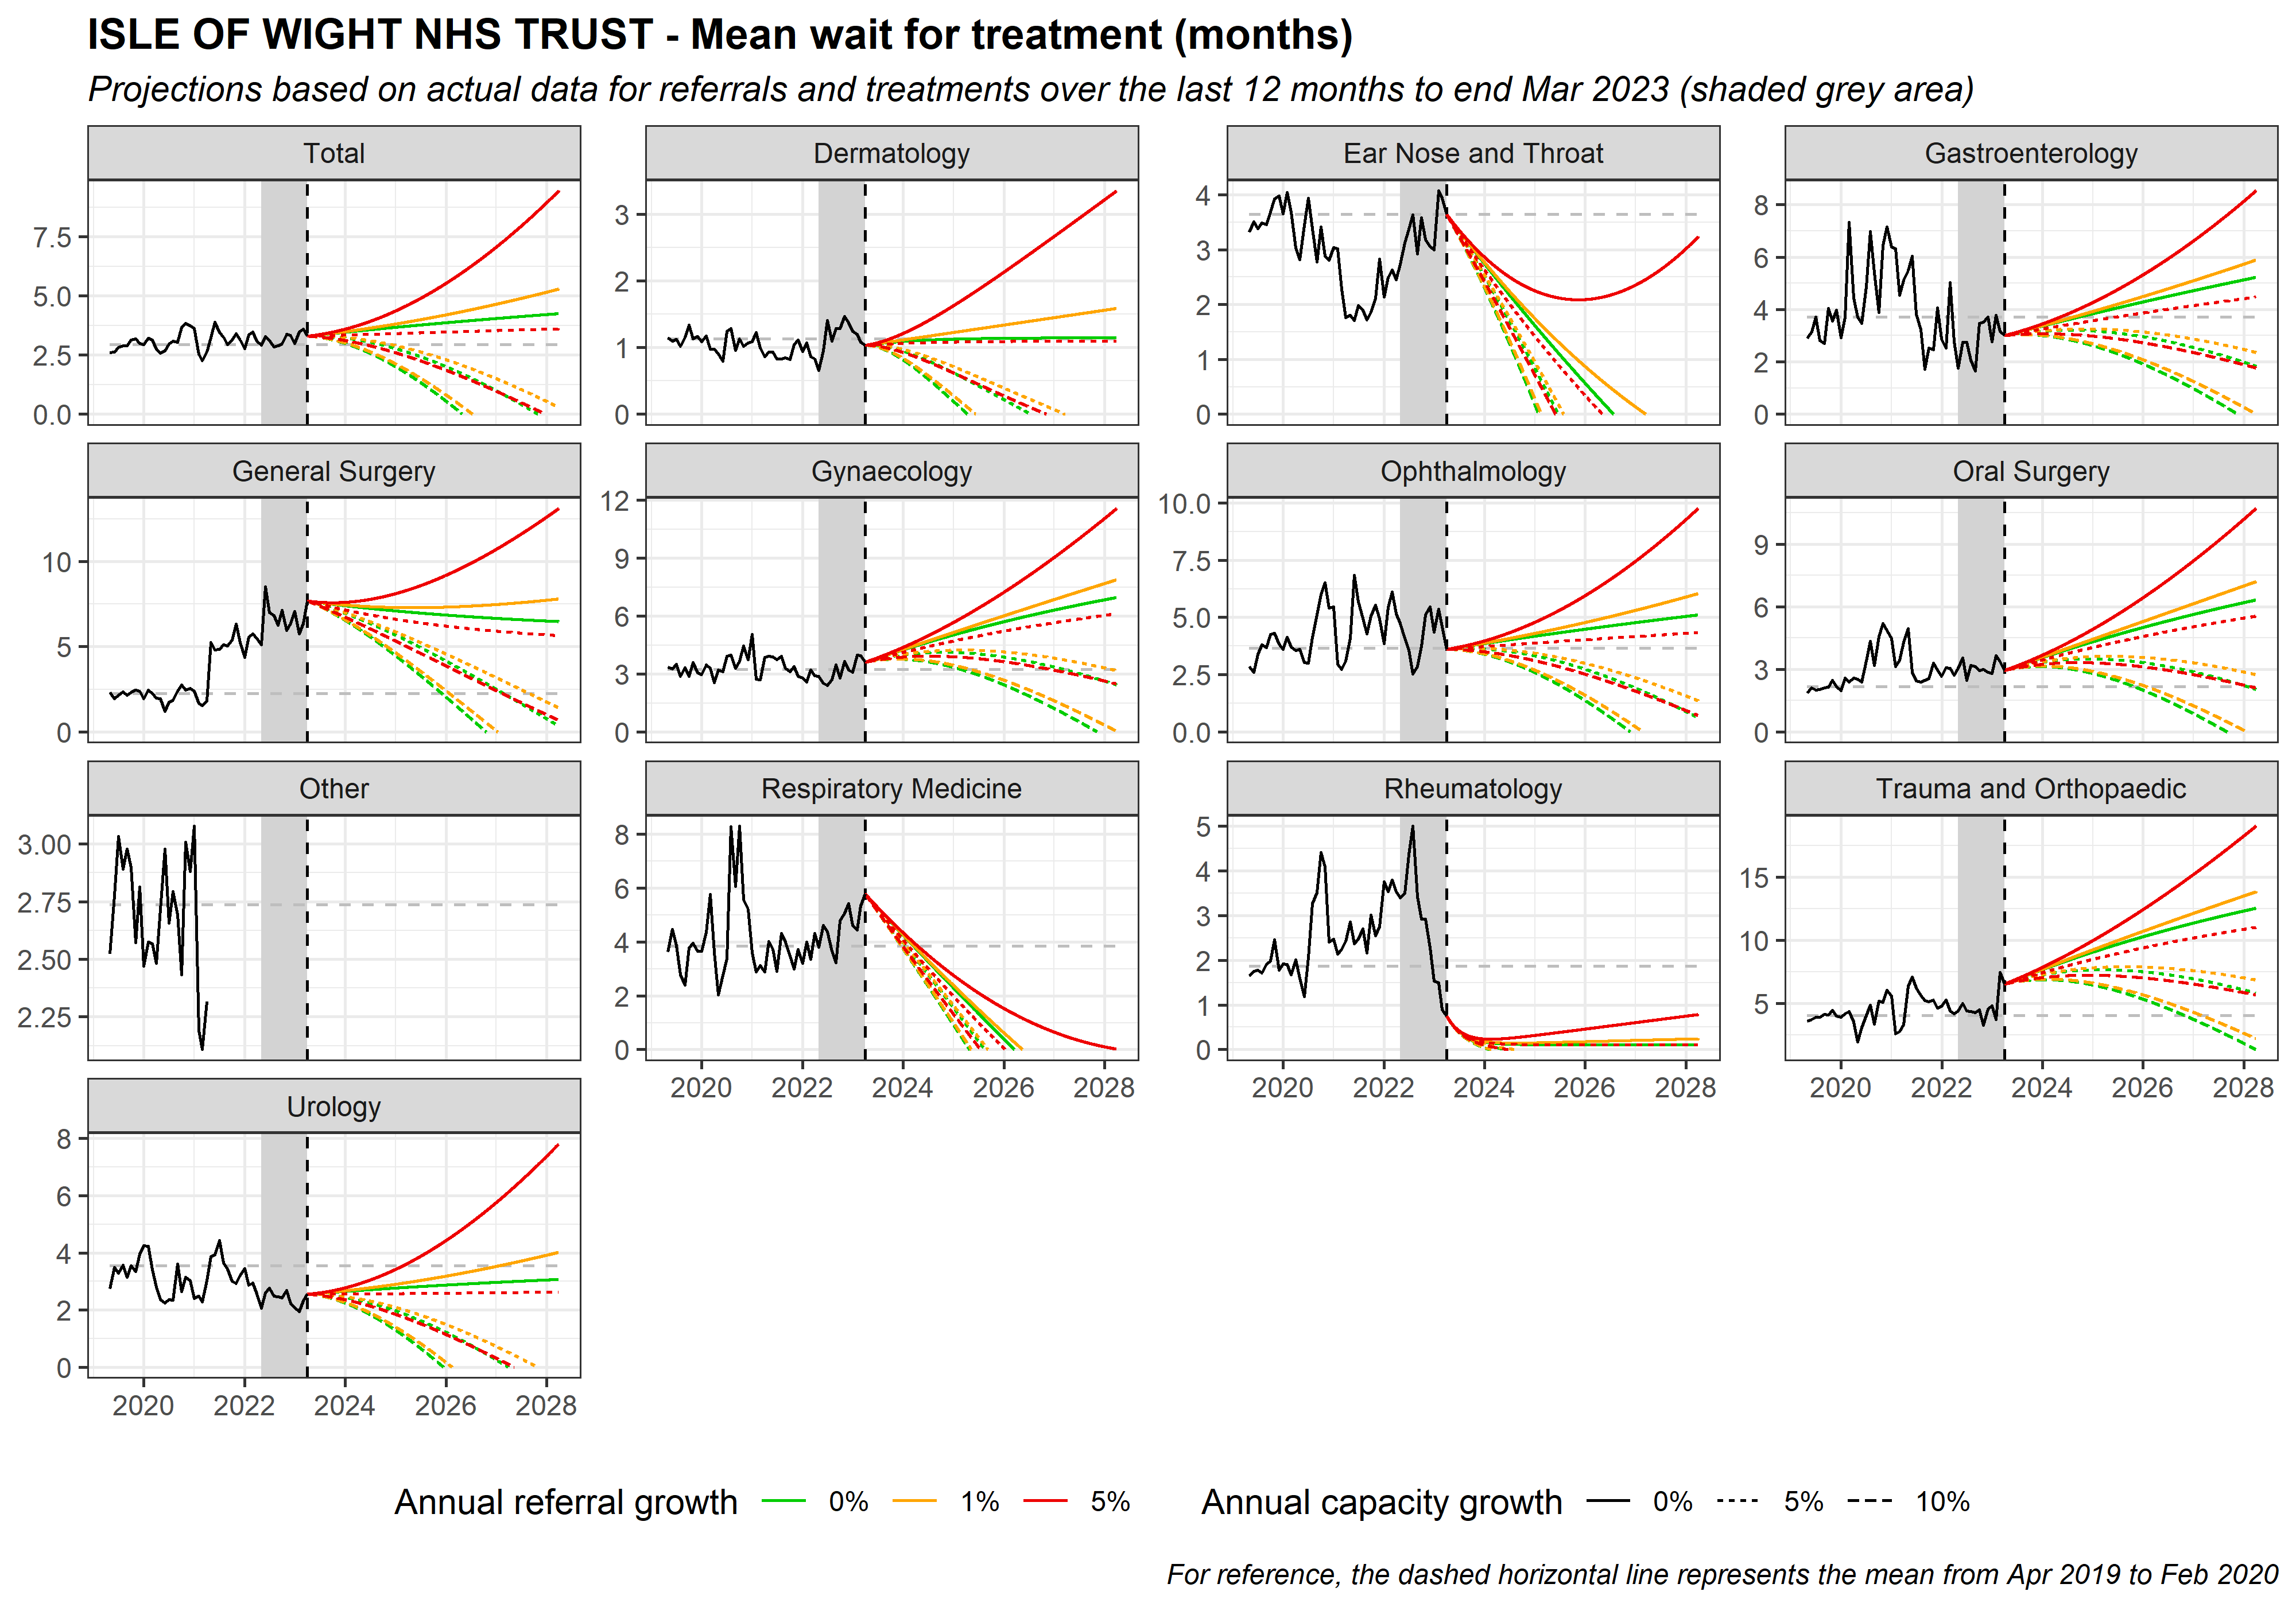 ISLE OF WIGHT NHS TRUST - Mean wait for treatment (months)
Projections based on actual data for referrals and treatments over the last 12 months to end Mar 2023 (shaded grey area)
Total
7.5
5.0
2.5
0.0
Dermatology
3
2
1
0
Ear Nose and Throat
4
3
2
1
0
Gastroenterology
8
6
4
2
0
General Surgery
10
5
0
Gynaecology
12
9
6
3
0
Ophthalmology
10.0
7.5
5.0
2.5
0.0
Oral Surgery
9
6
3
0
Other
3.00
2.75
2.50
2.25
Respiratory Medicine
8
6
4
2
0
2020 2022 2024 2026 2028
Rheumatology
5
4
3
2
1
0
2020 2022 2024 2026 2028
Trauma and Orthopaedic
15
10
5
2020 2022 2024 2026 2028
Urology
8
6
4
2
0
2020 2022 2024 2026 2028
Annual referral growth 0% 1% 5% Annual capacity growth 0% 5% 10%
For reference, the dashed horizontal line represents the mean from Apr 2019 to Feb 2020